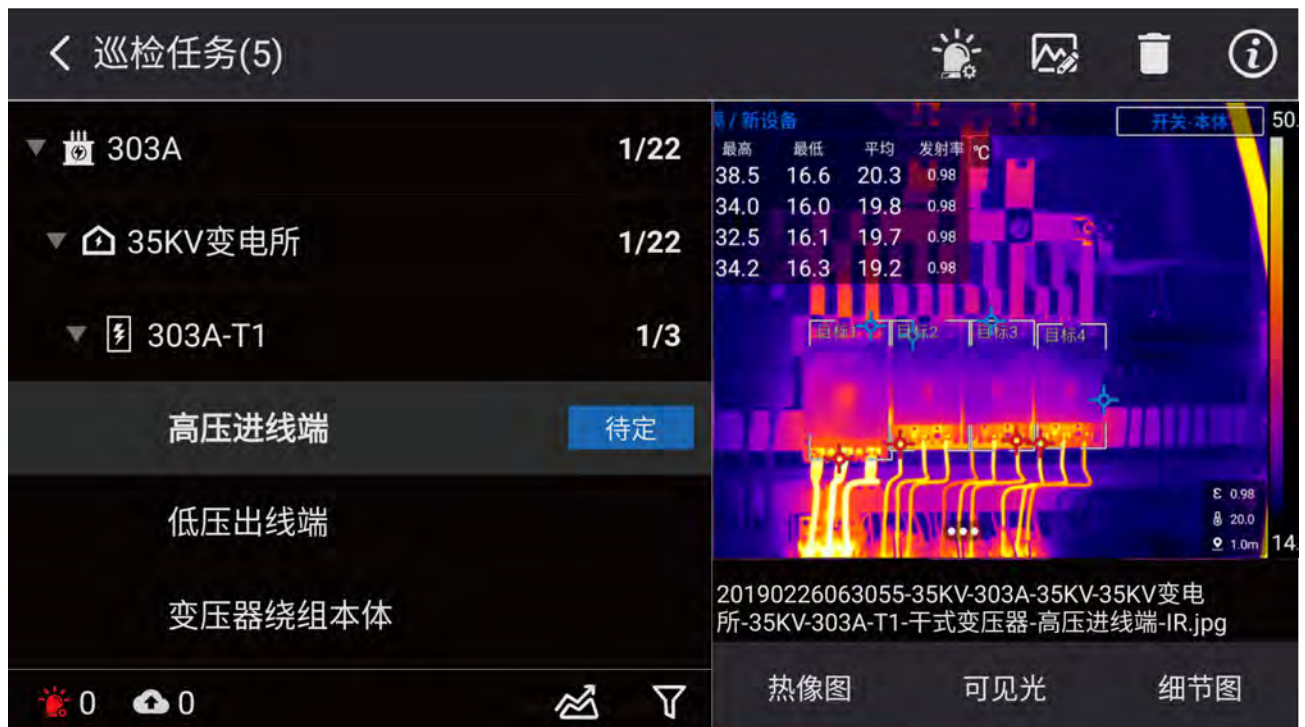 巡检任务(5)
303A 1/22
35KV变电所 1/22
303A-T1 1/3
高压进线端 待定
低压出线端
变压器绕组本体
0 0
/ 新设备 开关-本体 50.
最高 最低 平均 发射率 ℃
38.5 16.6 20.3 0.98
34.0 16.0 19.8 0.98
32.5 16.1 19.7 0.98
34.2 16.3 19.2 0.98
目标1 目标2 目标3 目标4
ε 0.98
20.0
1.0m 14.
20190226063055-35KV-303A-35KV-35KV变电
所-35KV-303A-T1-干式变压器-高压进线端-IR.jpg
热像图 可见光 细节图